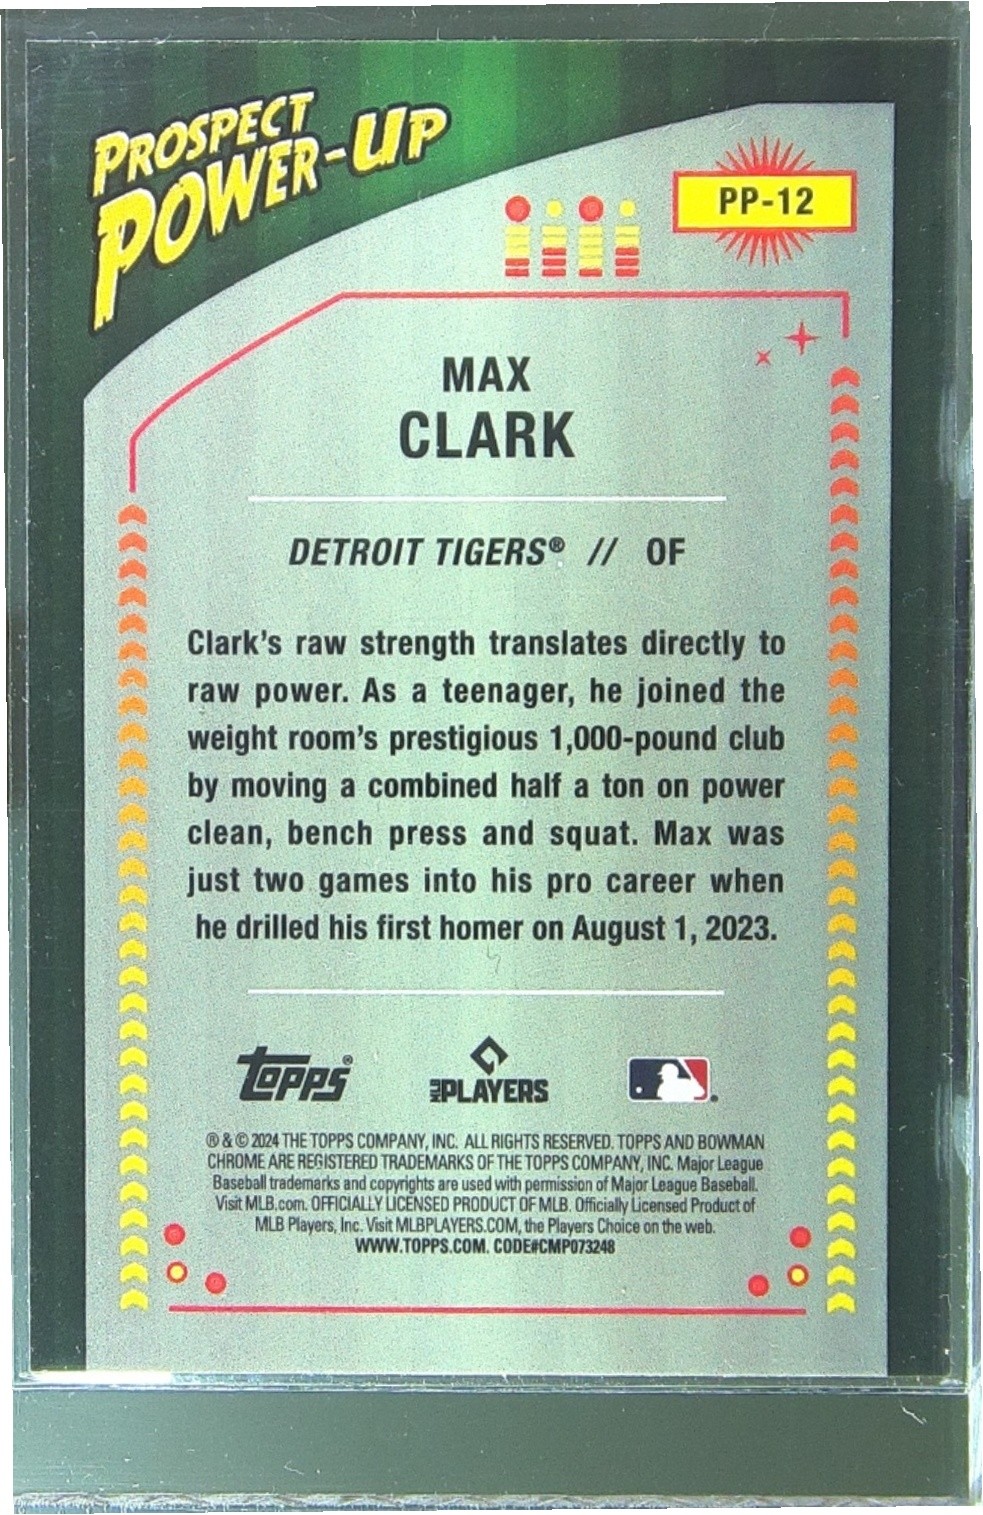 PROSPECT
POWER-UP
PP-12
MAX
CLARK
DETROIT TIGERS® // OF
Clark's raw strength translates directly to
raw power. As a teenager, he joined the
weight room's prestigious 1,000-pound club
by moving a combined half a ton on power
clean, bench press and squat. Max was
just two games into his pro career when
he drilled his first homer on August 1, 2023.
TOPPS® MLB PLAYERS
® & © 2024 THE TOPPS COMPANY, INC. ALL RIGHTS RESERVED. TOPPS AND BOWMAN
CHROME ARE REGISTERED TRADEMARKS OF THE TOPPS COMPANY, INC. Major League
Baseball trademarks and copyrights are used with permission of Major League Baseball.
Visit MLB.com. OFFICIALLY LICENSED PRODUCT OF MLB. Officially Licensed Product of
MLB Players, Inc. Visit MLBPLAYERS.COM, the Players Choice on the web.
WWW.TOPPS.COM. CODE#CMP073248